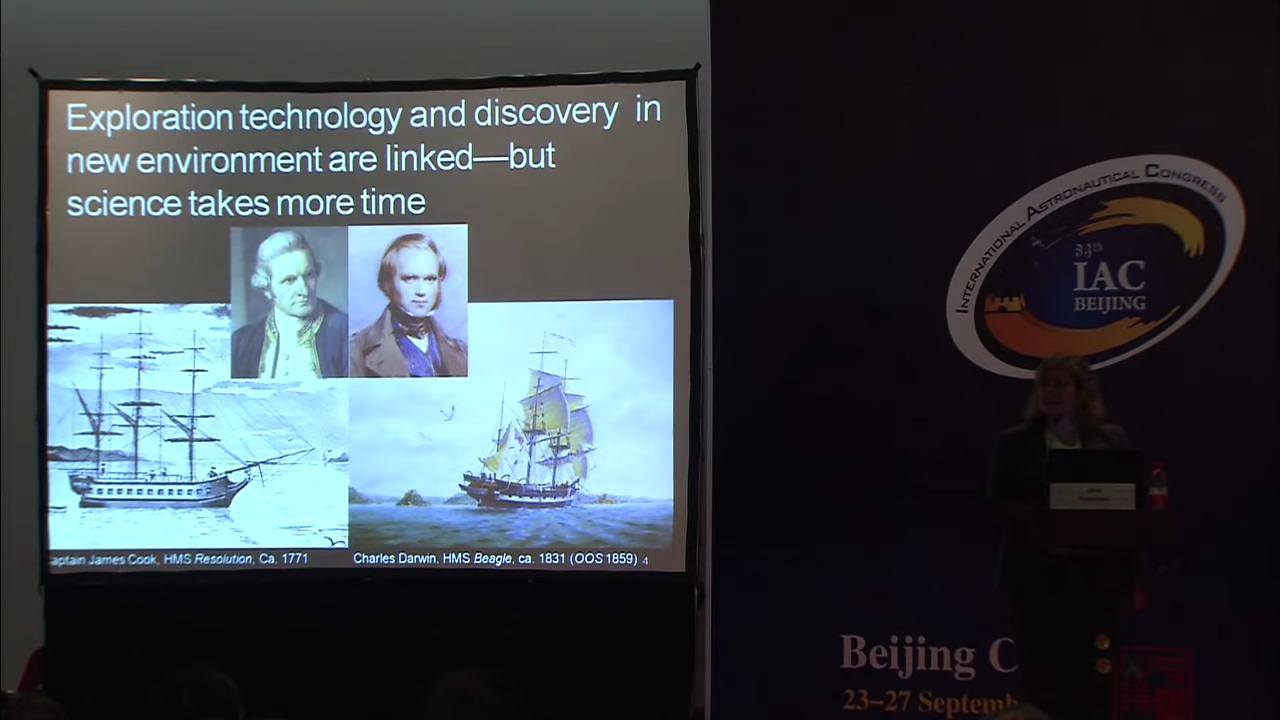 Exploration technology and discovery in
new environment are linked—but
science takes more time
aptain James Cook, HMS Resolution, Ca. 1771
Charles Darwin, HMS Beagle, ca. 1831 (OOS 1859) 4
INTERNATIONAL ASTRONAUTICAL CONGRESS
IAC
BEIJING
Beijing C
23–27 Septemb